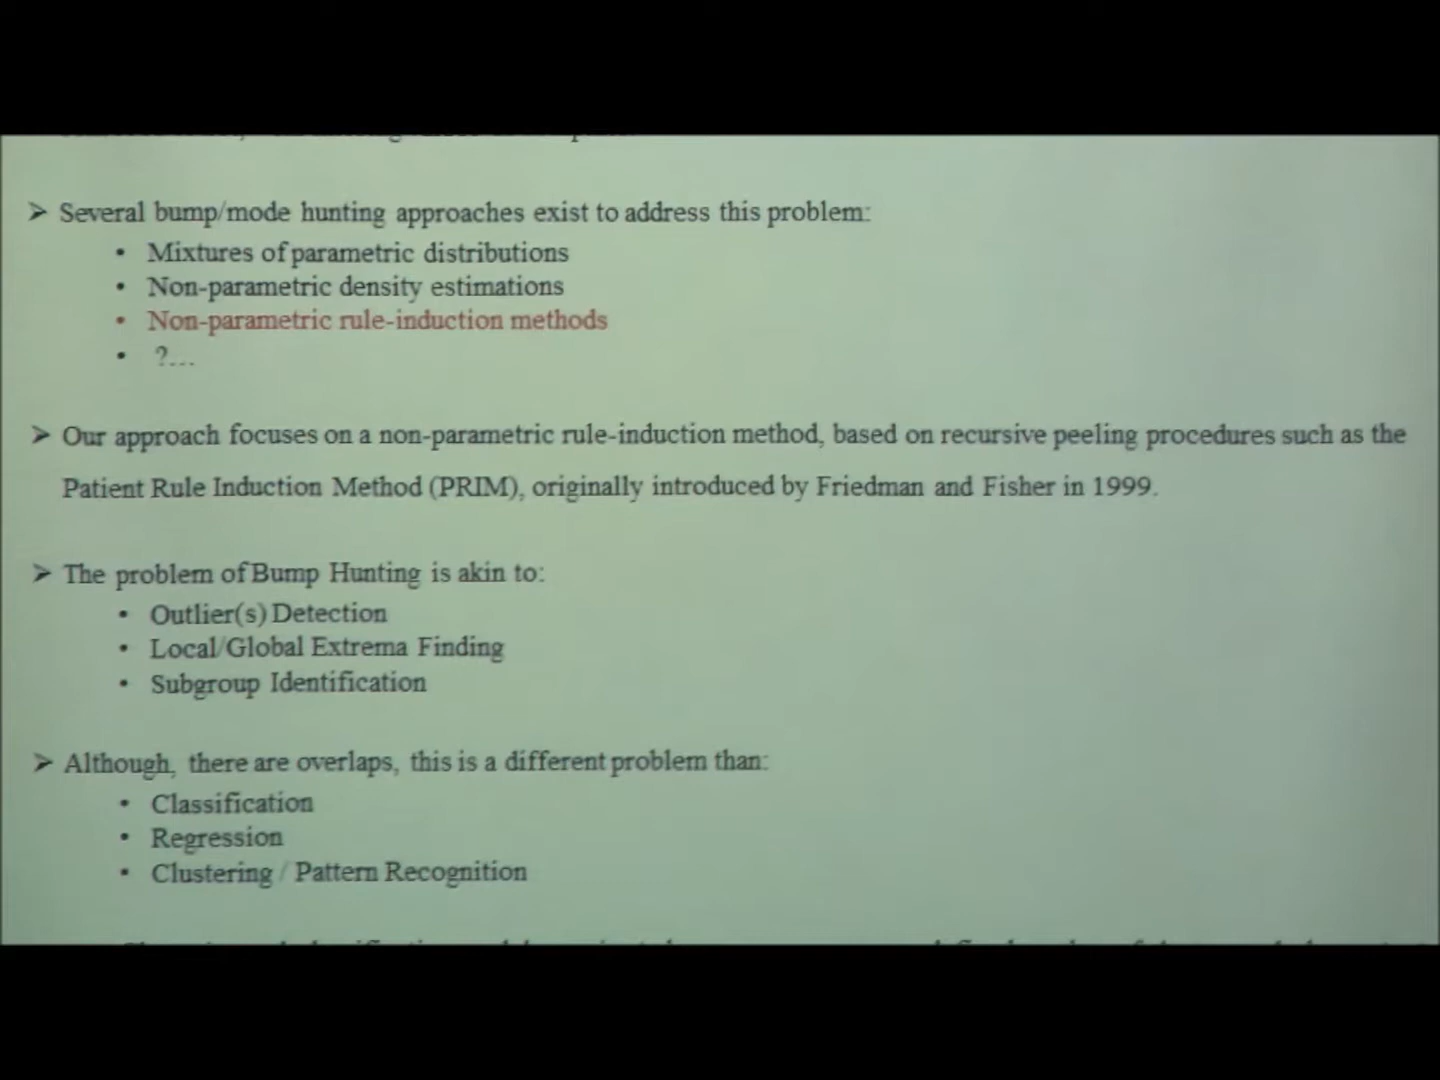 ➤ Several bump/mode hunting approaches exist to address this problem:
• Mixtures of parametric distributions
• Non-parametric density estimations
• Non-parametric rule-induction methods
• ?...
➤ Our approach focuses on a non-parametric rule-induction method, based on recursive peeling procedures such as the
Patient Rule Induction Method (PRIM), originally introduced by Friedman and Fisher in 1999.
➤ The problem of Bump Hunting is akin to:
• Outlier(s) Detection
• Local/Global Extrema Finding
• Subgroup Identification
➤ Although, there are overlaps, this is a different problem than:
• Classification
• Regression
• Clustering / Pattern Recognition